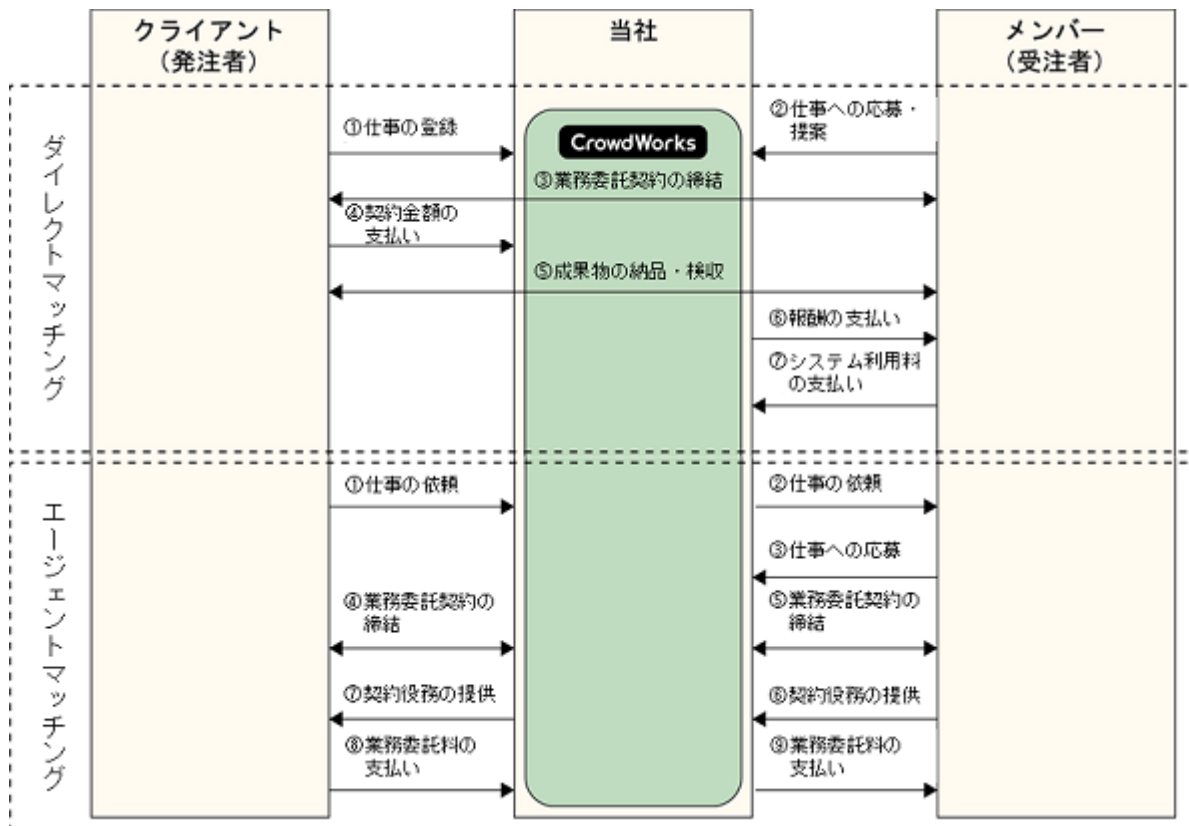 クライアント
（発注者）
当社
メンバー
（受注者）
ダイレクトマッチング
CrowdWorks
①仕事の登録
②仕事への応募・
提案
③業務委託契約の締結
④契約金額の
支払い
⑤成果物の納品・検収
⑥報酬の支払い
⑦システム利用料
の支払い
エージェントマッチング
①仕事の依頼
②仕事の依頼
③仕事への応募
④業務委託契約の
締結
⑤業務委託契約の
締結
⑦契約役務の提供
⑥契約役務の提供
⑧業務委託料の
支払い
⑨業務委託料の
支払い